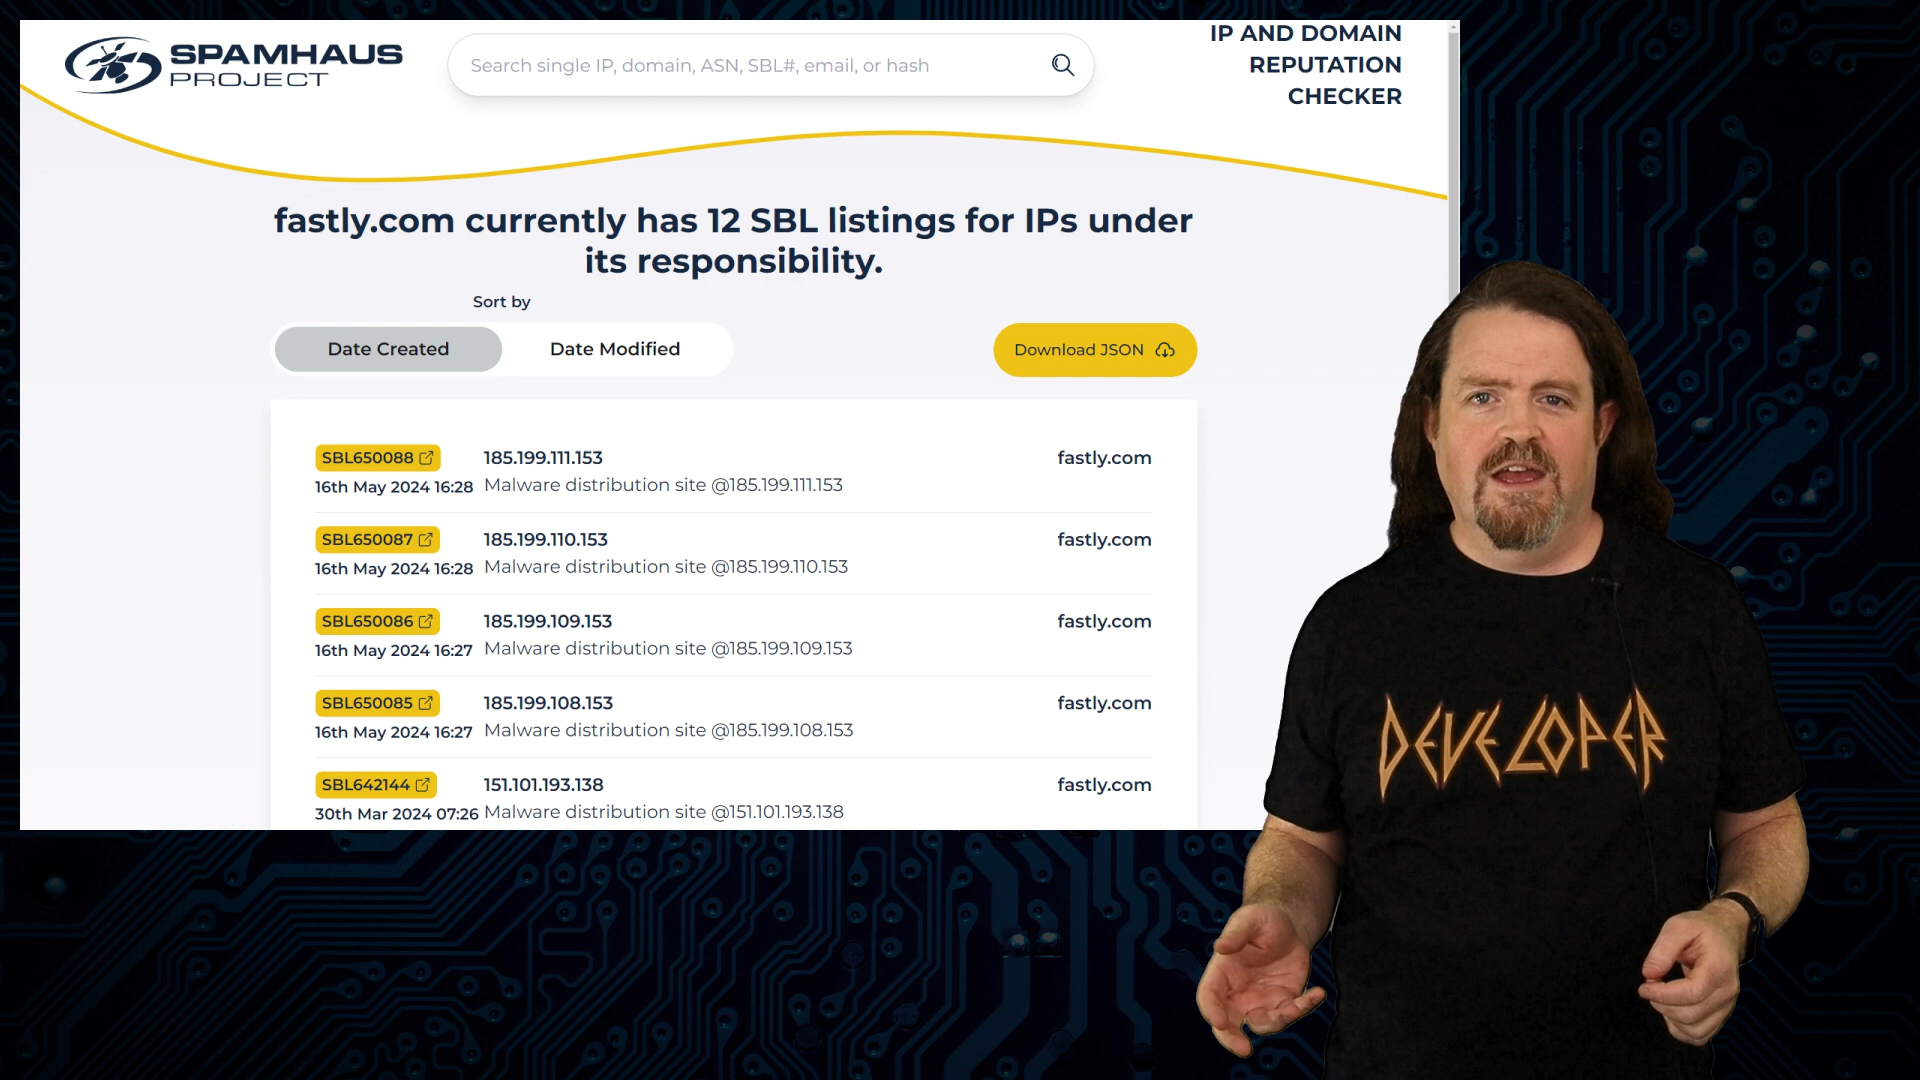 SPAMHAUS
PROJECT
Search single IP, domain, ASN, SBL#, email, or hash
IP AND DOMAIN
REPUTATION
CHECKER
fastly.com currently has 12 SBL listings for IPs under
its responsibility.
Sort by
Date Created
Date Modified
Download JSON
SBL650088
185.199.111.153
fastly.com
16th May 2024 16:28
Malware distribution site @185.199.111.153
SBL650087
185.199.110.153
fastly.com
16th May 2024 16:28
Malware distribution site @185.199.110.153
SBL650086
185.199.109.153
fastly.com
16th May 2024 16:27
Malware distribution site @185.199.109.153
SBL650085
185.199.108.153
fastly.com
16th May 2024 16:27
Malware distribution site @185.199.108.153
SBL642144
151.101.193.138
fastly.com
30th Mar 2024 07:26
Malware distribution site @151.101.193.138
DEVELOPER